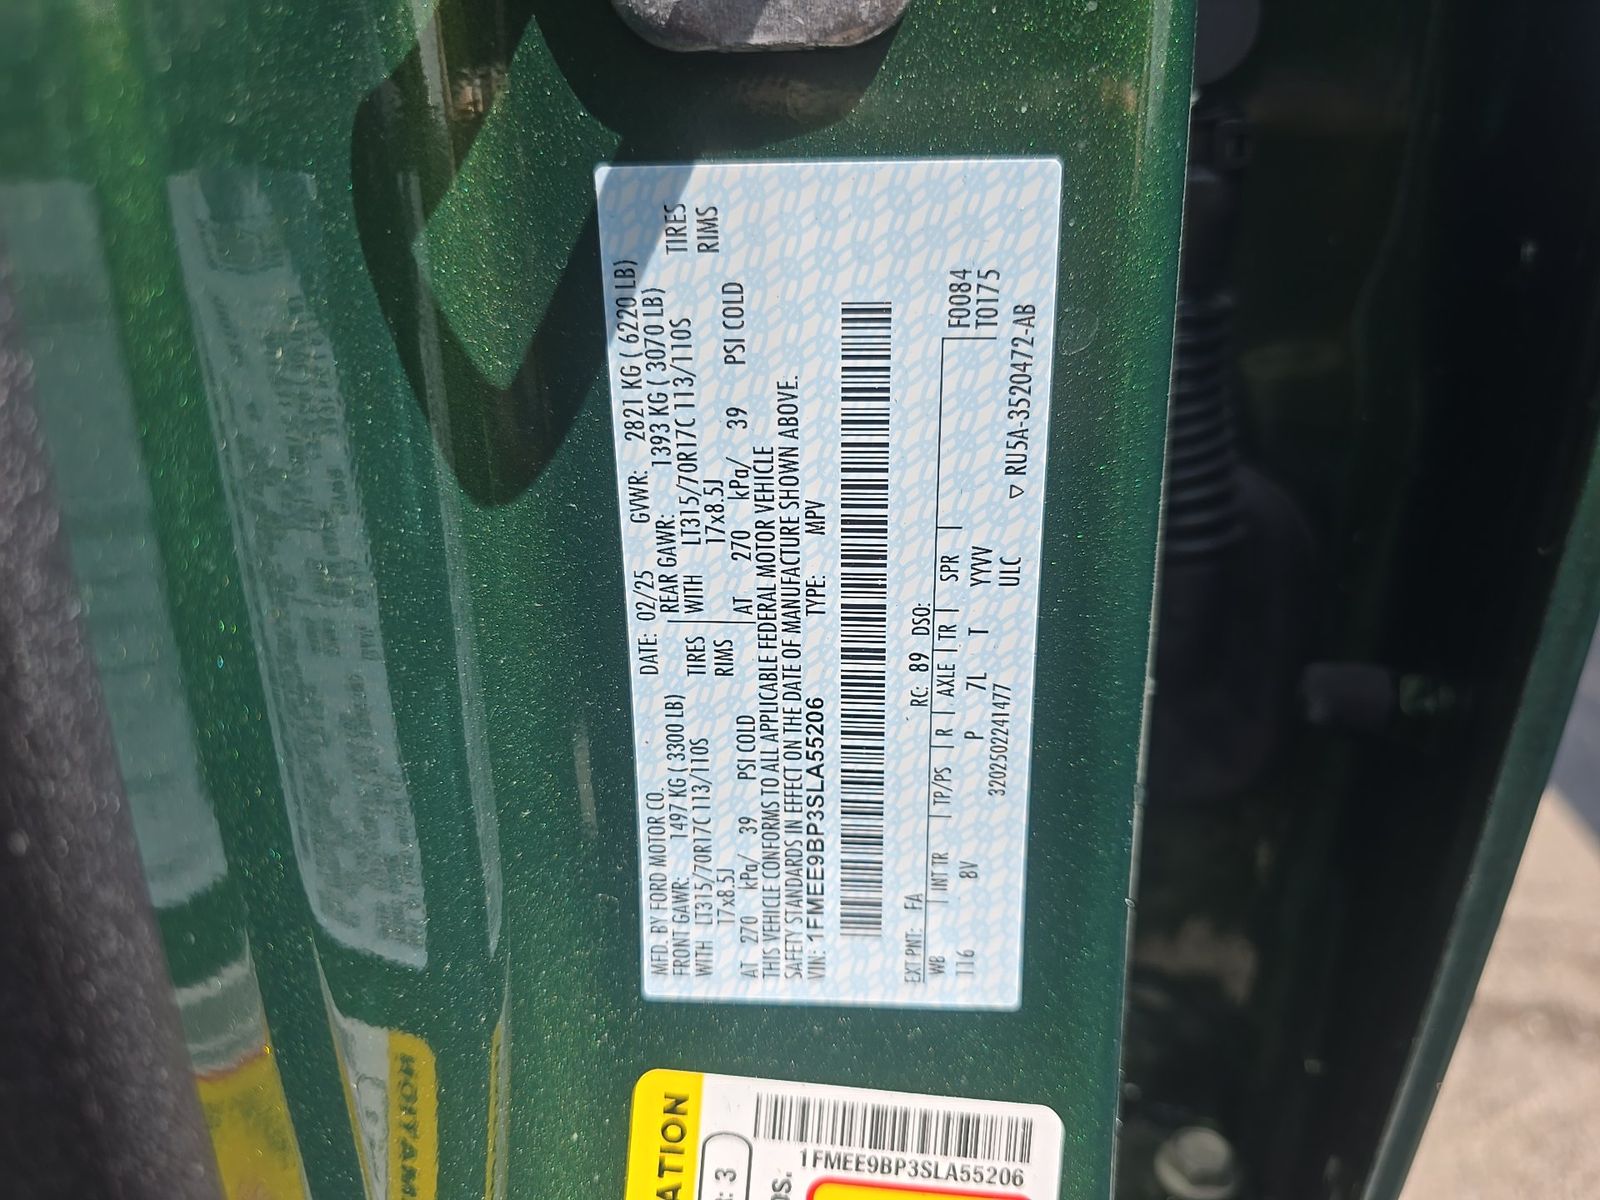 MFD. BY FORD MOTOR CO. DATE: 02/25 GVWR: 2821 KG ( 6220 LB)
FRONT GAWR: 1497 KG ( 3300 LB) REAR GAWR: 1393 KG ( 3070 LB)
WITH LT315/70R17C 113/110S TIRES WITH LT315/70R17C 113/110S TIRES
17x8.5J RIMS 17x8.5J RIMS
AT 270 kPa/ 39 PSI COLD AT 270 kPa/ 39 PSI COLD
THIS VEHICLE CONFORMS TO ALL APPLICABLE FEDERAL MOTOR VEHICLE
SAFETY STANDARDS IN EFFECT ON THE DATE OF MANUFACTURE SHOWN ABOVE.
VIN: 1FMEE9BP3SLA55206 TYPE: MPV
EXT PNT: FA RC: 89 DSO: F0084
WB INT TR TP/PS R AXLE TR SPR T0175
116 8V P 7L T YYVV
320250224147​7 ULC ▽ RU5A-3520472-AB
ATION
: 3
1FMEE9BP3SLA55206